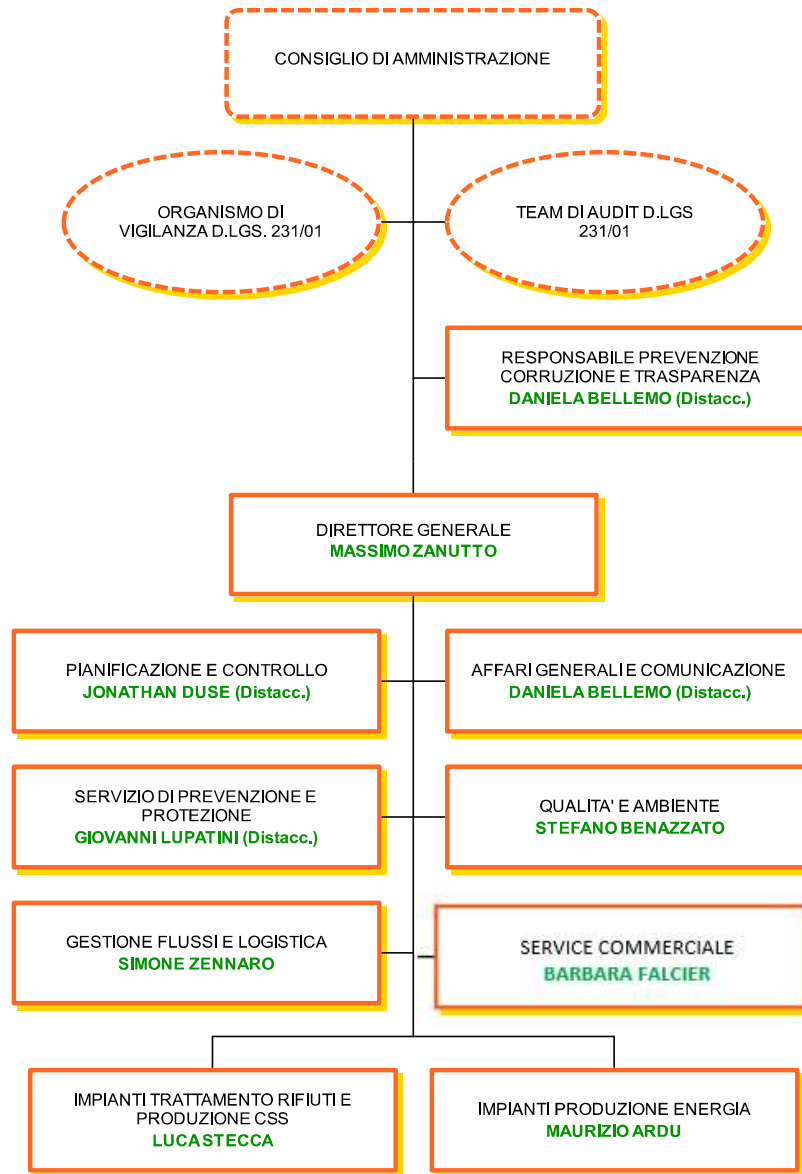 CONSIGLIO DI AMMINISTRAZIONE
ORGANISMO DI
VIGILANZA D.LGS. 231/01
TEAM DI AUDIT D.LGS
231/01
RESPONSABILE PREVENZIONE
CORRUZIONE E TRASPARENZA
DANIELA BELLEMO (Distacc.)
DIRETTORE GENERALE
MASSIMO ZANUTTO
PIANIFICAZIONE E CONTROLLO
JONATHAN DUSE (Distacc.)
AFFARI GENERALI E COMUNICAZIONE
DANIELA BELLEMO (Distacc.)
SERVIZIO DI PREVENZIONE E
PROTEZIONE
GIOVANNI LUPATINI (Distacc.)
QUALITA' E AMBIENTE
STEFANO BENAZZATO
GESTIONE FLUSSI E LOGISTICA
SIMONE ZENNARO
SERVICE COMMERCIALE
BARBARA FALCIER
IMPIANTI TRATTAMENTO RIFIUTI E
PRODUZIONE CSS
LUCA STECCA
IMPIANTI PRODUZIONE ENERGIA
MAURIZIO ARDU